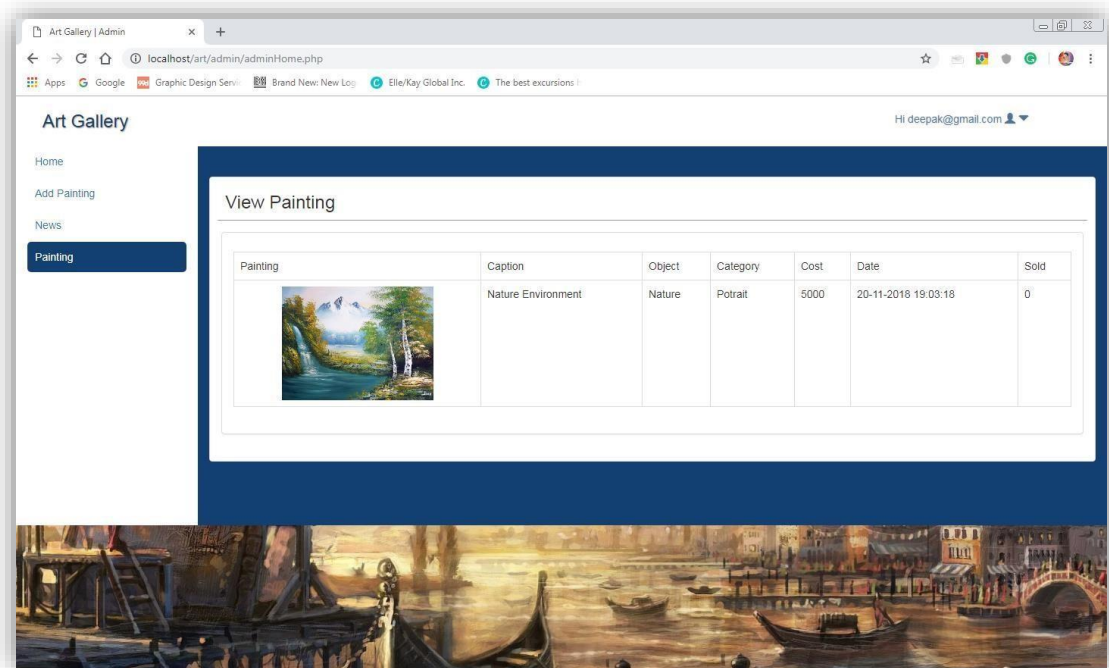 Art Gallery | Admin
localhost/art/admin/adminHome.php
Apps Google Graphic Design Servi Brand New: New Log Elle/Kay Global Inc. The best excursions
Art Gallery
Hi deepak@gmail.com
Home
Add Painting
News
Painting
View Painting
Painting Caption Object Category Cost Date Sold
Nature Environment Nature Potrait 5000 20-11-2018 19:03:18 0